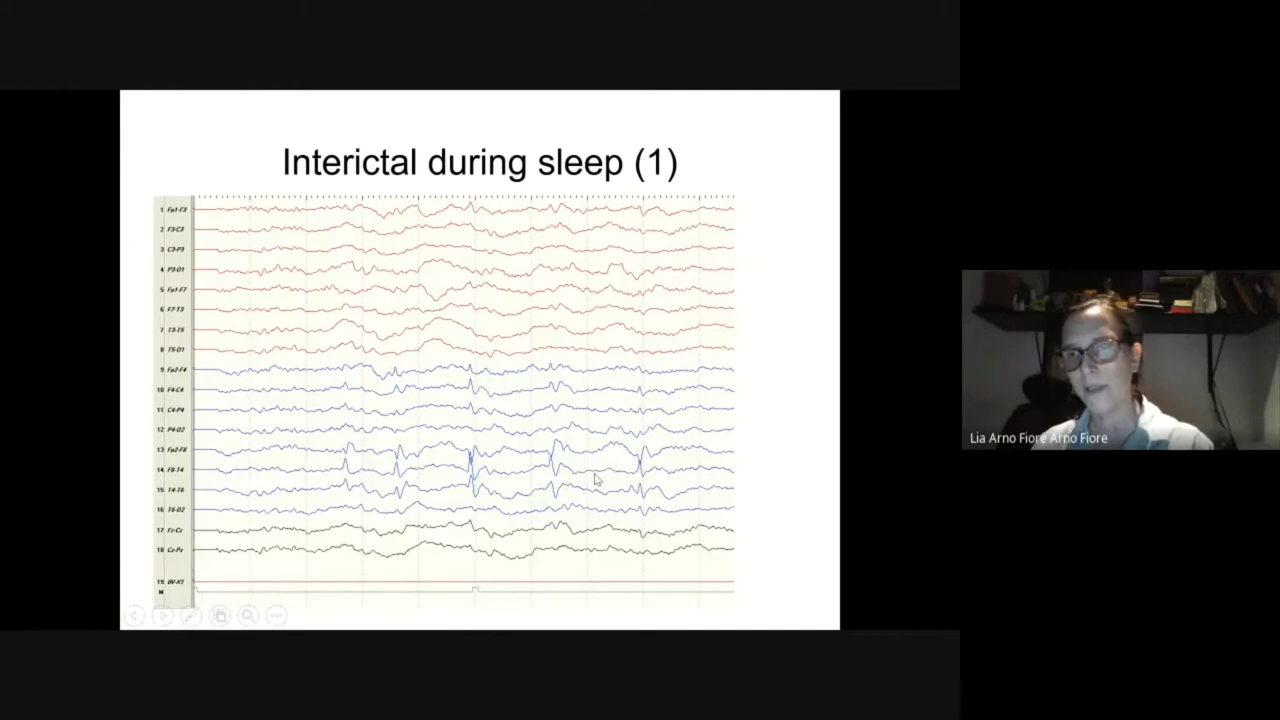 Interictal during sleep (1)
1 Fp1-F3
2 F3-C3
3 C3-P3
4 P3-O1
5 Fp1-F7
6 F7-T3
7 T3-T5
8 T5-O1
9 Fp2-F4
10 F4-C4
11 C4-P4
12 P4-O2
13 Fp2-F8
14 F8-T4
15 T4-T6
16 T6-O2
17 Fz-Cz
18 Cz-Pz
19 0V-X1
M
Lia Arno Fiore Arno Fiore